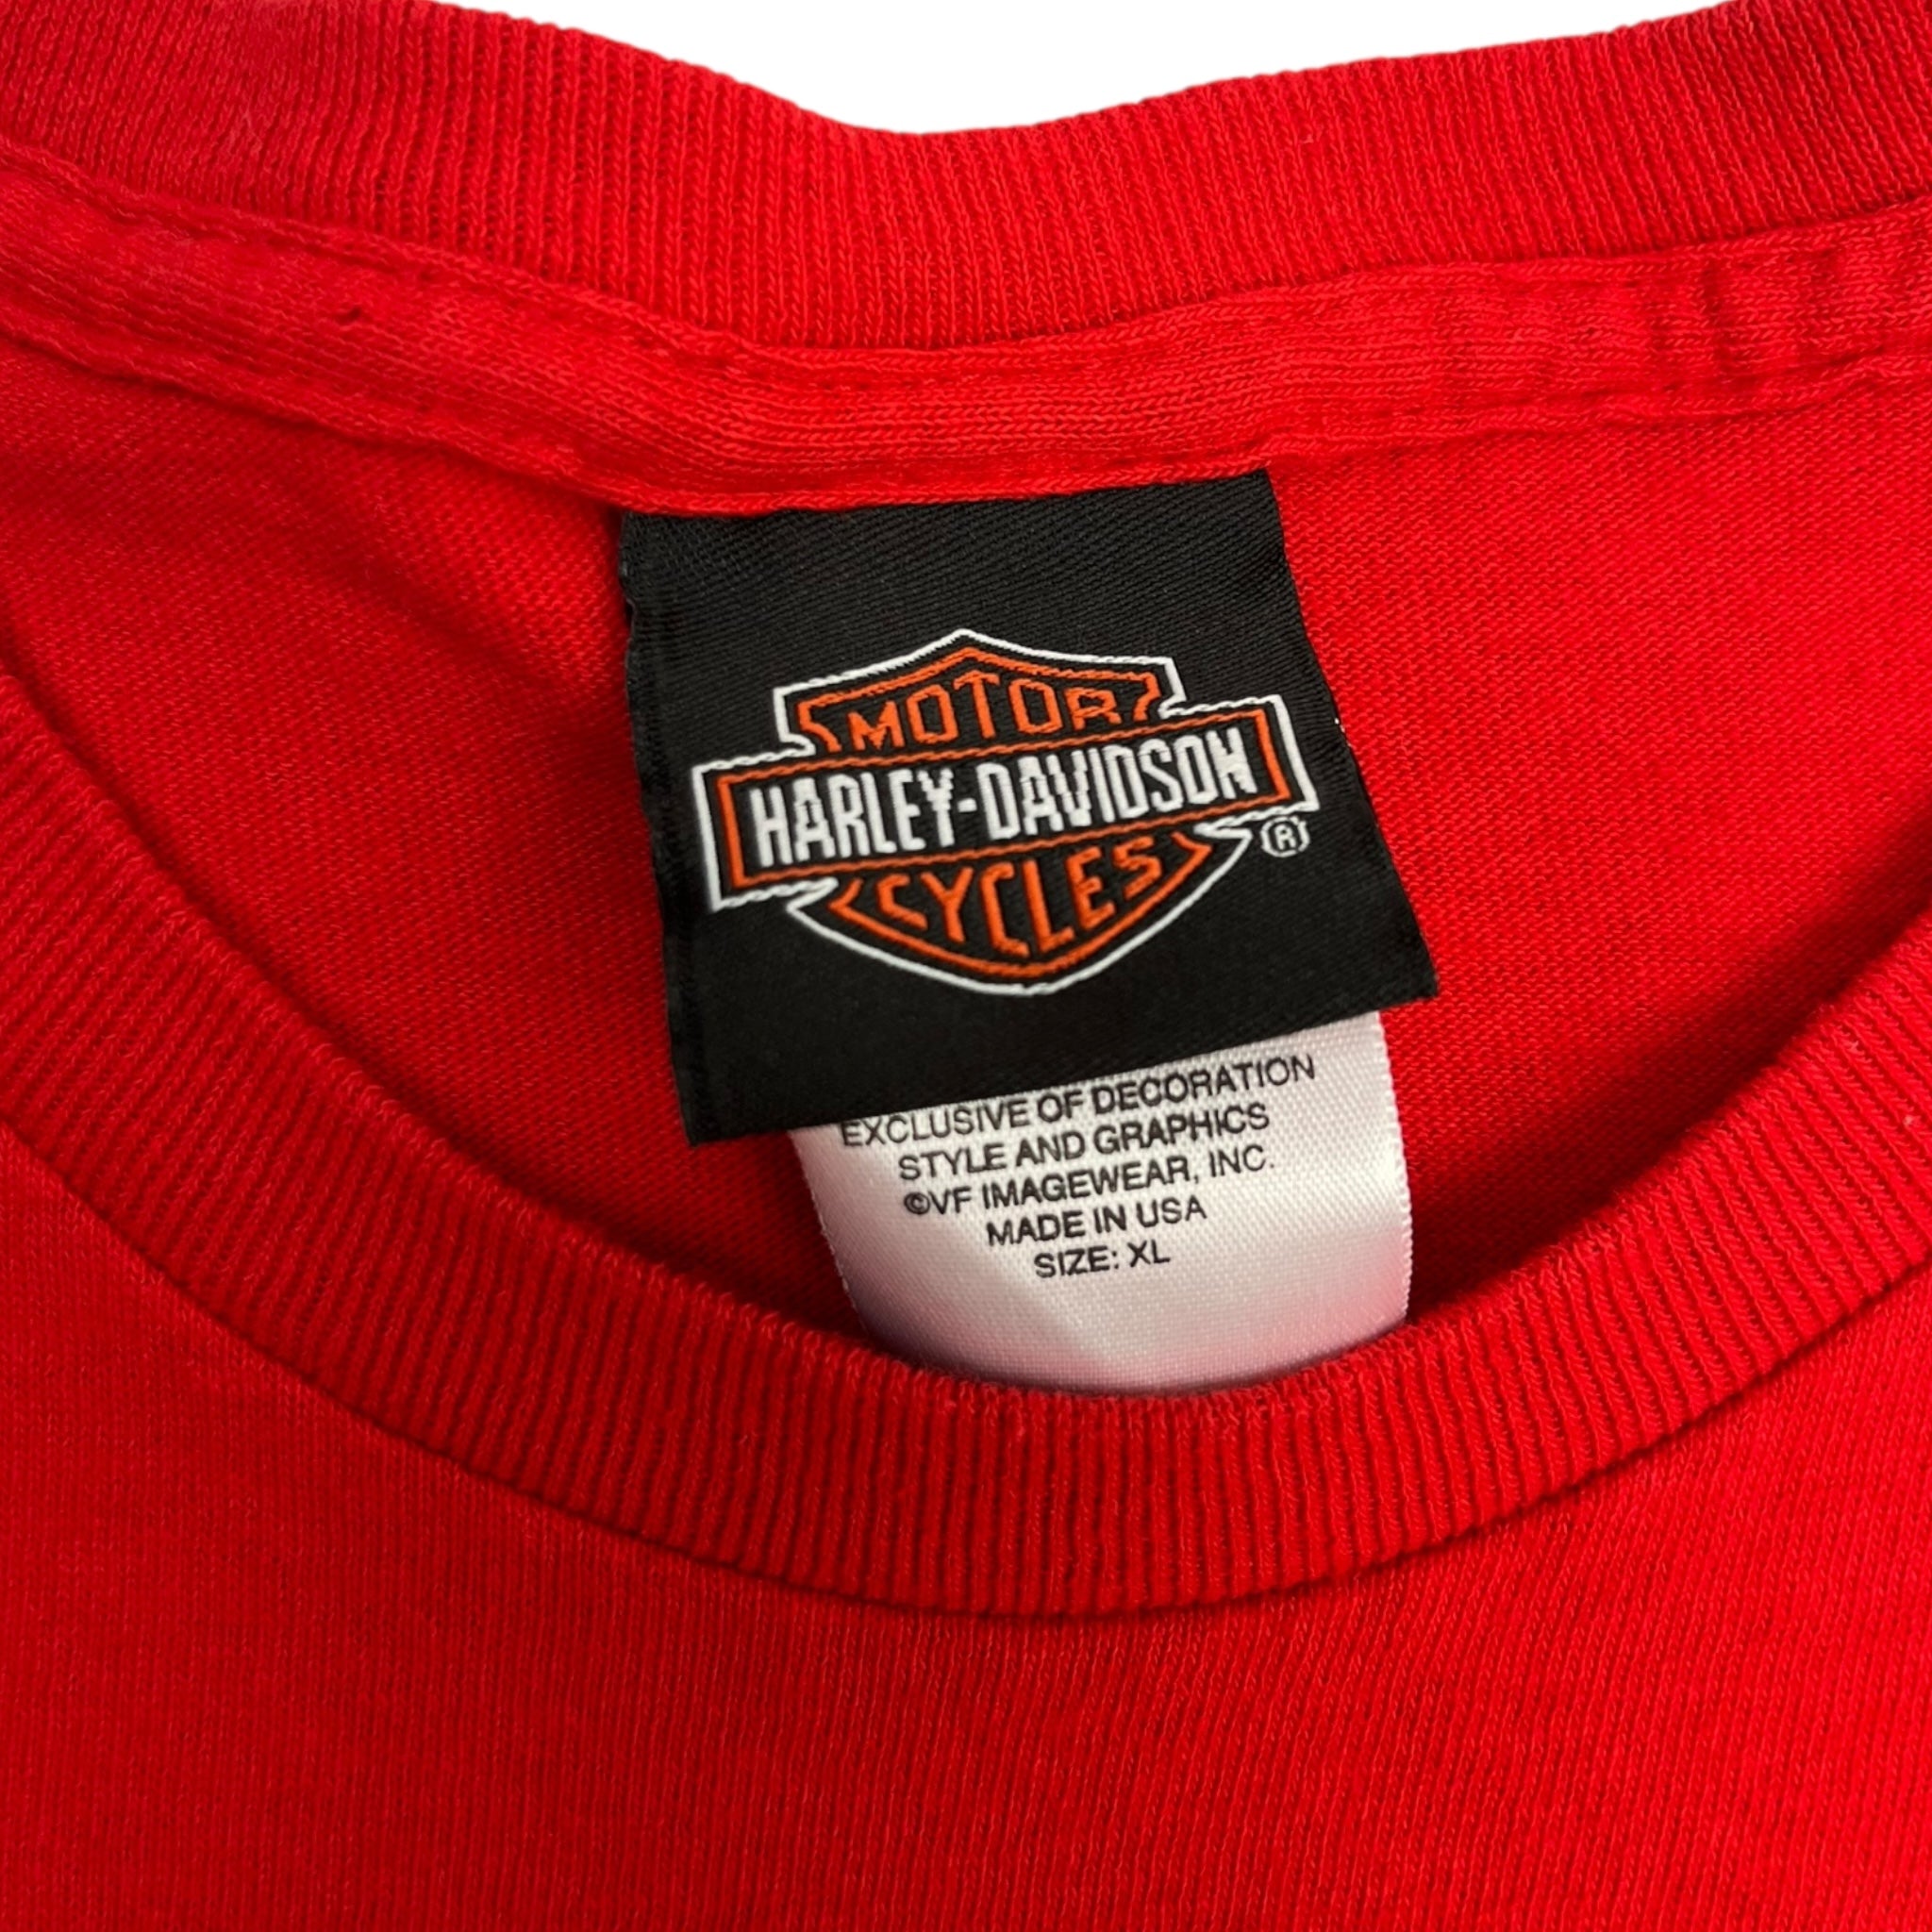 MOTOR
HARLEY-DAVIDSON
®
CYCLES
EXCLUSIVE OF DECORATION
STYLE AND GRAPHICS
©VF IMAGEWEAR, INC.
MADE IN USA
SIZE: XL